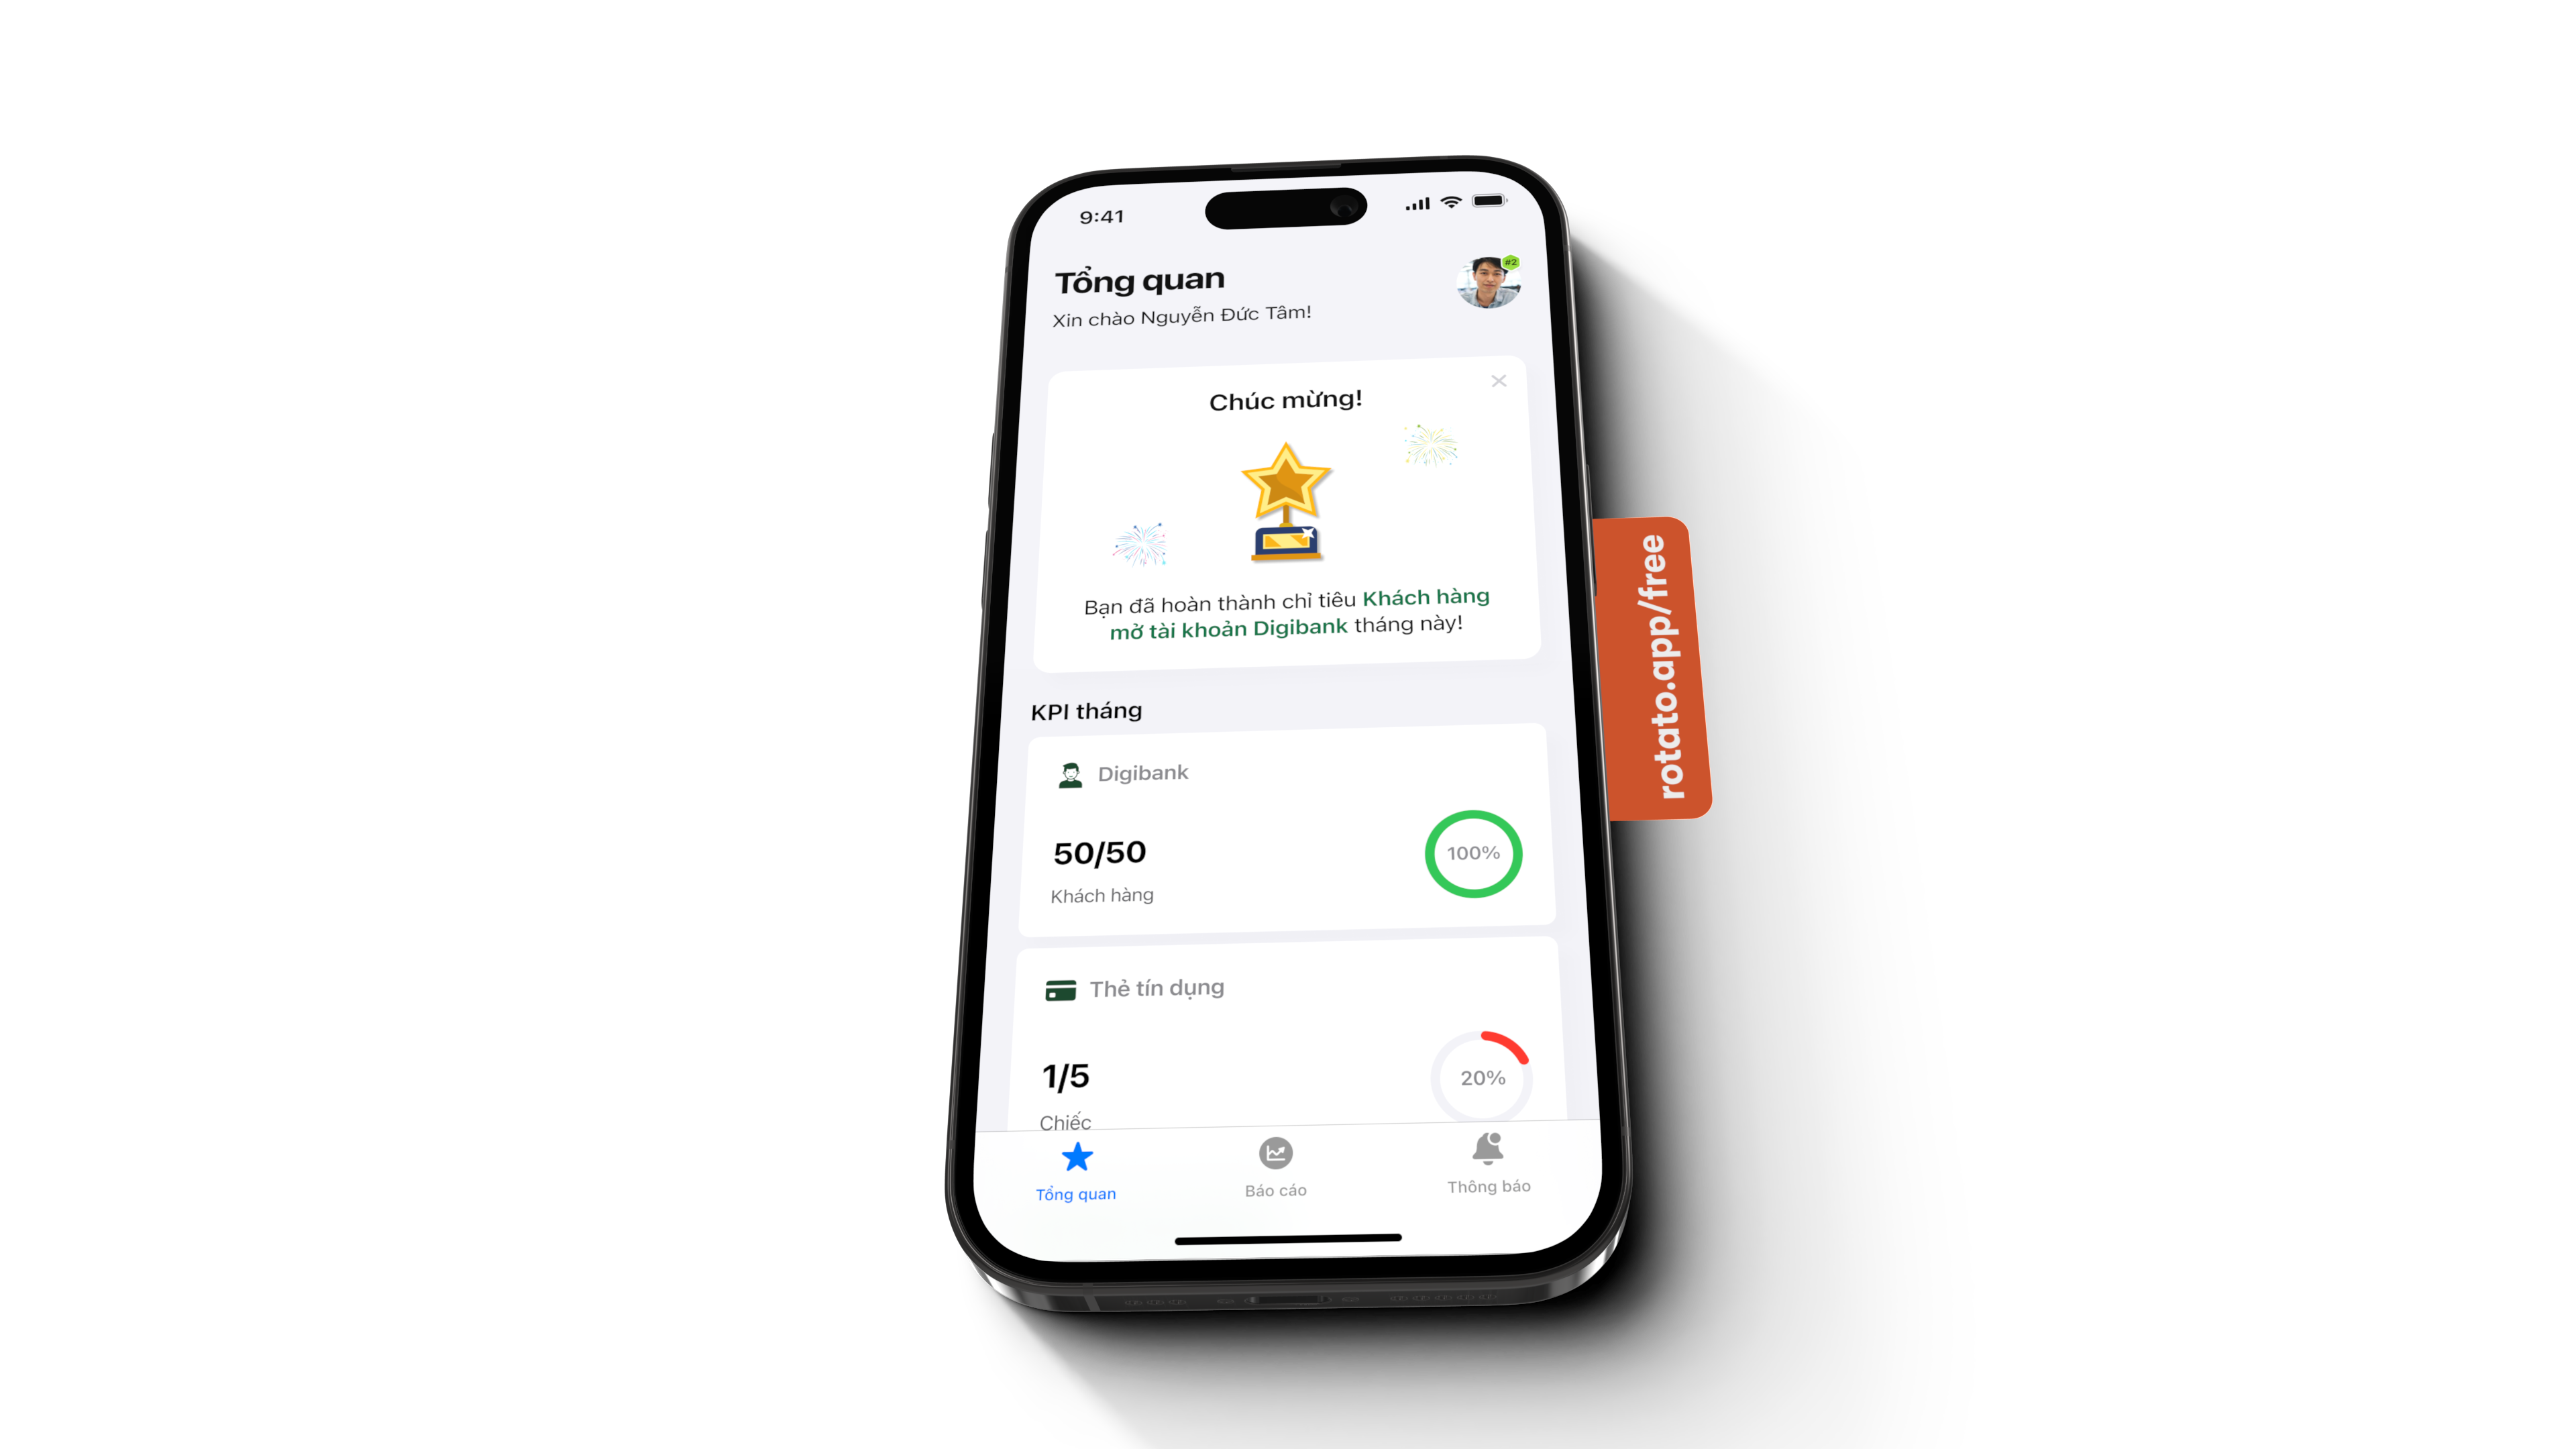 9:41
Tổng quan
#2
Xin chào Nguyễn Đức Tâm!
Chúc mừng!
Bạn đã hoàn thành chỉ tiêu Khách hàng
mở tài khoản Digibank tháng này!
KPI tháng
Digibank
50/50
100%
Khách hàng
Thẻ tín dụng
1/5
20%
Chiếc
Tổng quan
Báo cáo
Thông báo
rotato.app/free